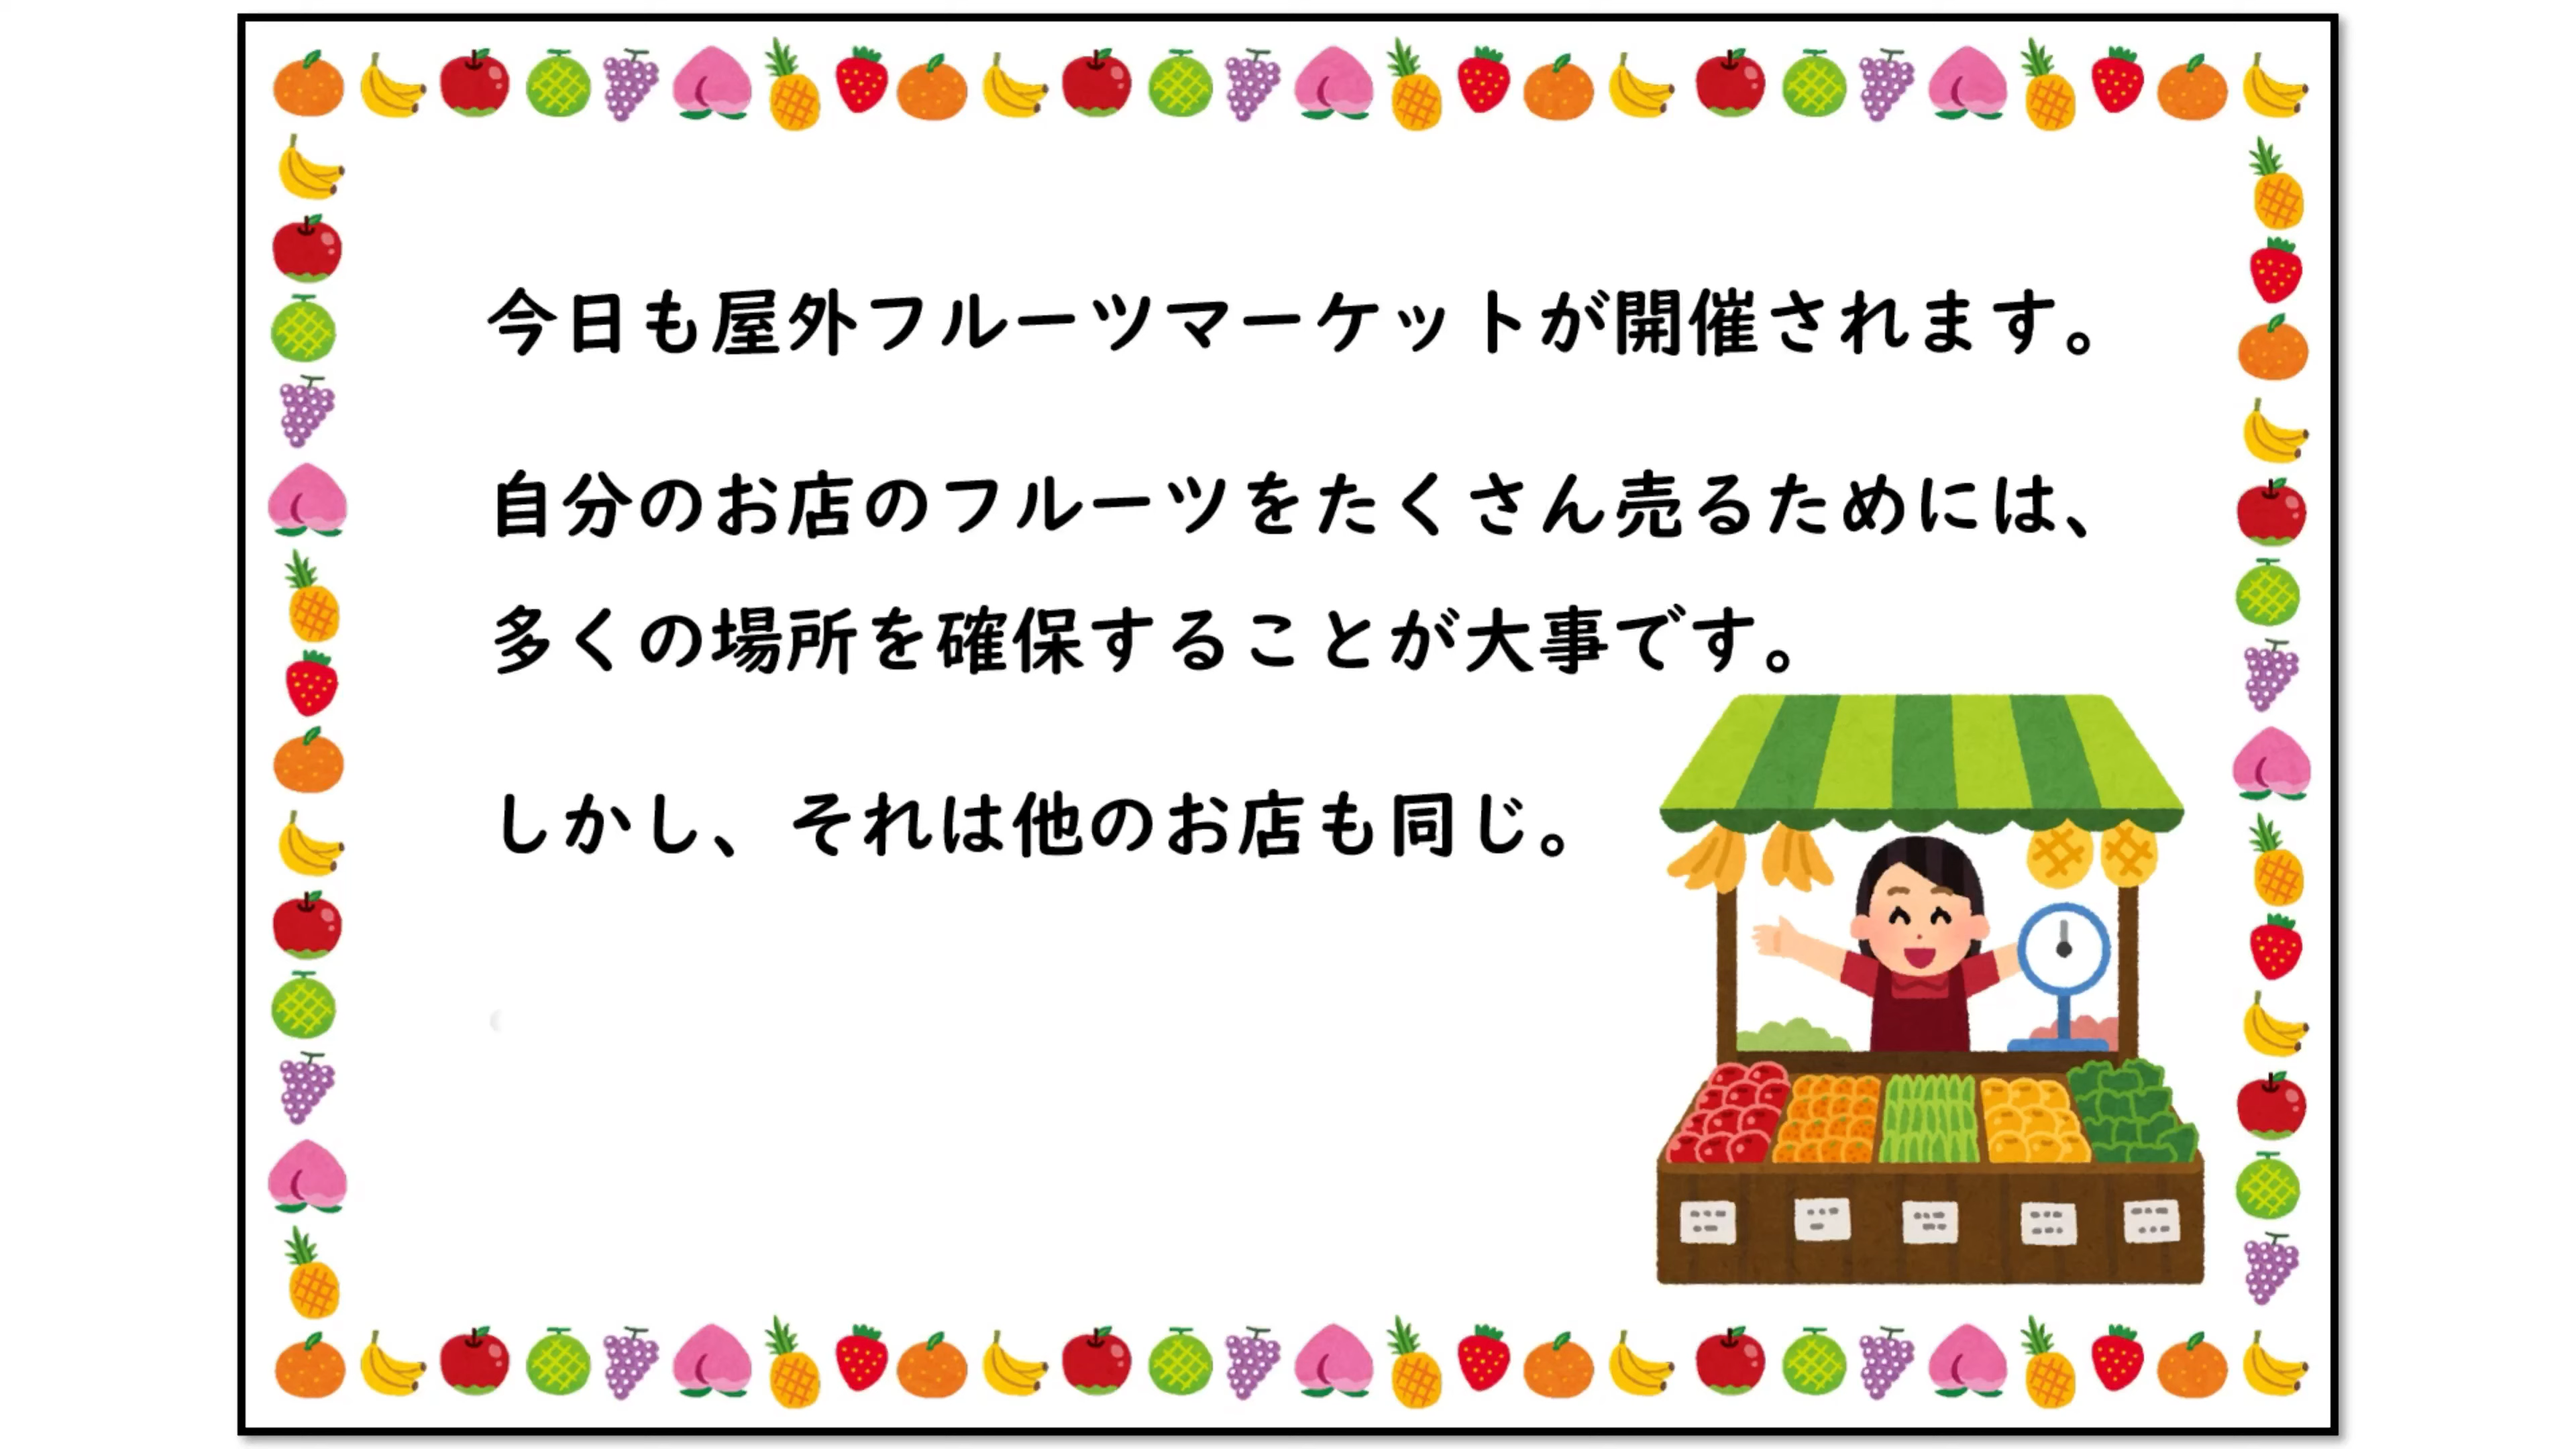 今日も屋外フルーツマーケットが開催されます。
自分のお店のフルーツをたくさん売るためには、
多くの場所を確保することが大事です。
しかし、それは他のお店も同じ。